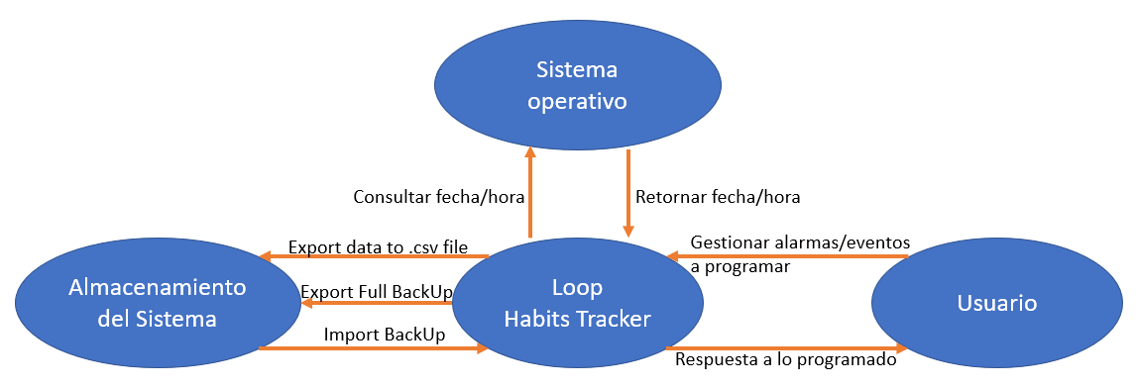 Sistema
operativo
Consultar fecha/hora
Retornar fecha/hora
Export data to .csv file
Gestionar alarmas/eventos
a programar
Almacenamiento
del Sistema
Export Full BackUp
Loop
Habits Tracker
Usuario
Import BackUp
Respuesta a lo programado